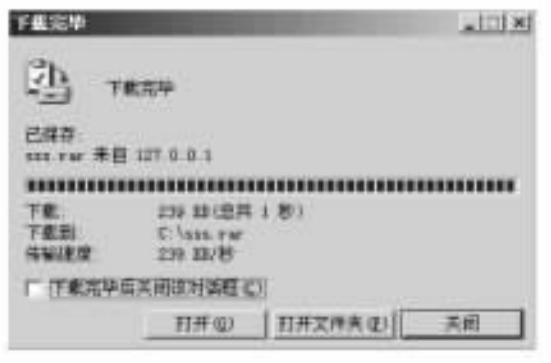 下载完毕
下载完毕
已保存:
sss.rar 来自 127.0.0.1
下载: 239 KB(总共 1 秒)
下载到: C:\sss.rar
传输速度: 239 KB/秒
下载完毕后关闭该对话框(C)
打开(O) 打开文件夹(F) 关闭